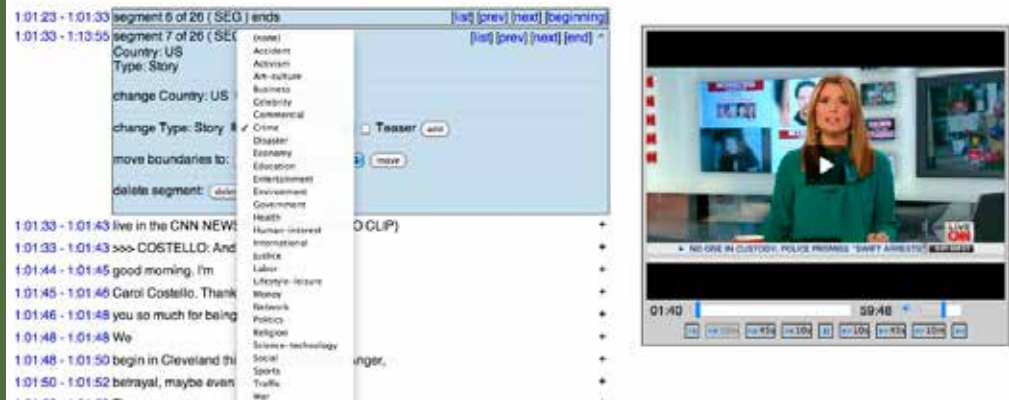 1:01:23 - 1:01:33 segment 6 of 26 ( SEG ) ends [list] [prev] [next] [beginning]
1:01:33 - 1:13:55 segment 7 of 26 ( SEG [list] [prev] [next] [end] ^
Country: US
Type: Story
change Country: US
change Type: Story
Teaser add
move boundaries to:
move
delete segment:
(none)
Accident
Activism
Art-culture
Business
Celebrity
Commercial
✓ Crime
Disaster
Economy
Education
Entertainment
Environment
Government
Health
Human-interest
International
Justice
Labor
Lifestyle-leisure
Money
Network
Politics
Religion
Science-technology
Social
Sports
Traffic
War
1:01:33 - 1:01:43 live in the CNN NEWS O CLIP) +
1:01:33 - 1:01:43 >>> COSTELLO: And +
1:01:44 - 1:01:45 good morning. I'm +
1:01:45 - 1:01:46 Carol Costello. Thank +
1:01:46 - 1:01:48 you so much for being +
1:01:48 - 1:01:48 We +
1:01:48 - 1:01:50 begin in Cleveland thi nger, +
1:01:50 - 1:01:52 betrayal, maybe even +
LIVE
CNN
NO ONE IN CUSTODY, POLICE PROMISE "SWIFT ARRESTS"
01:40 59:48